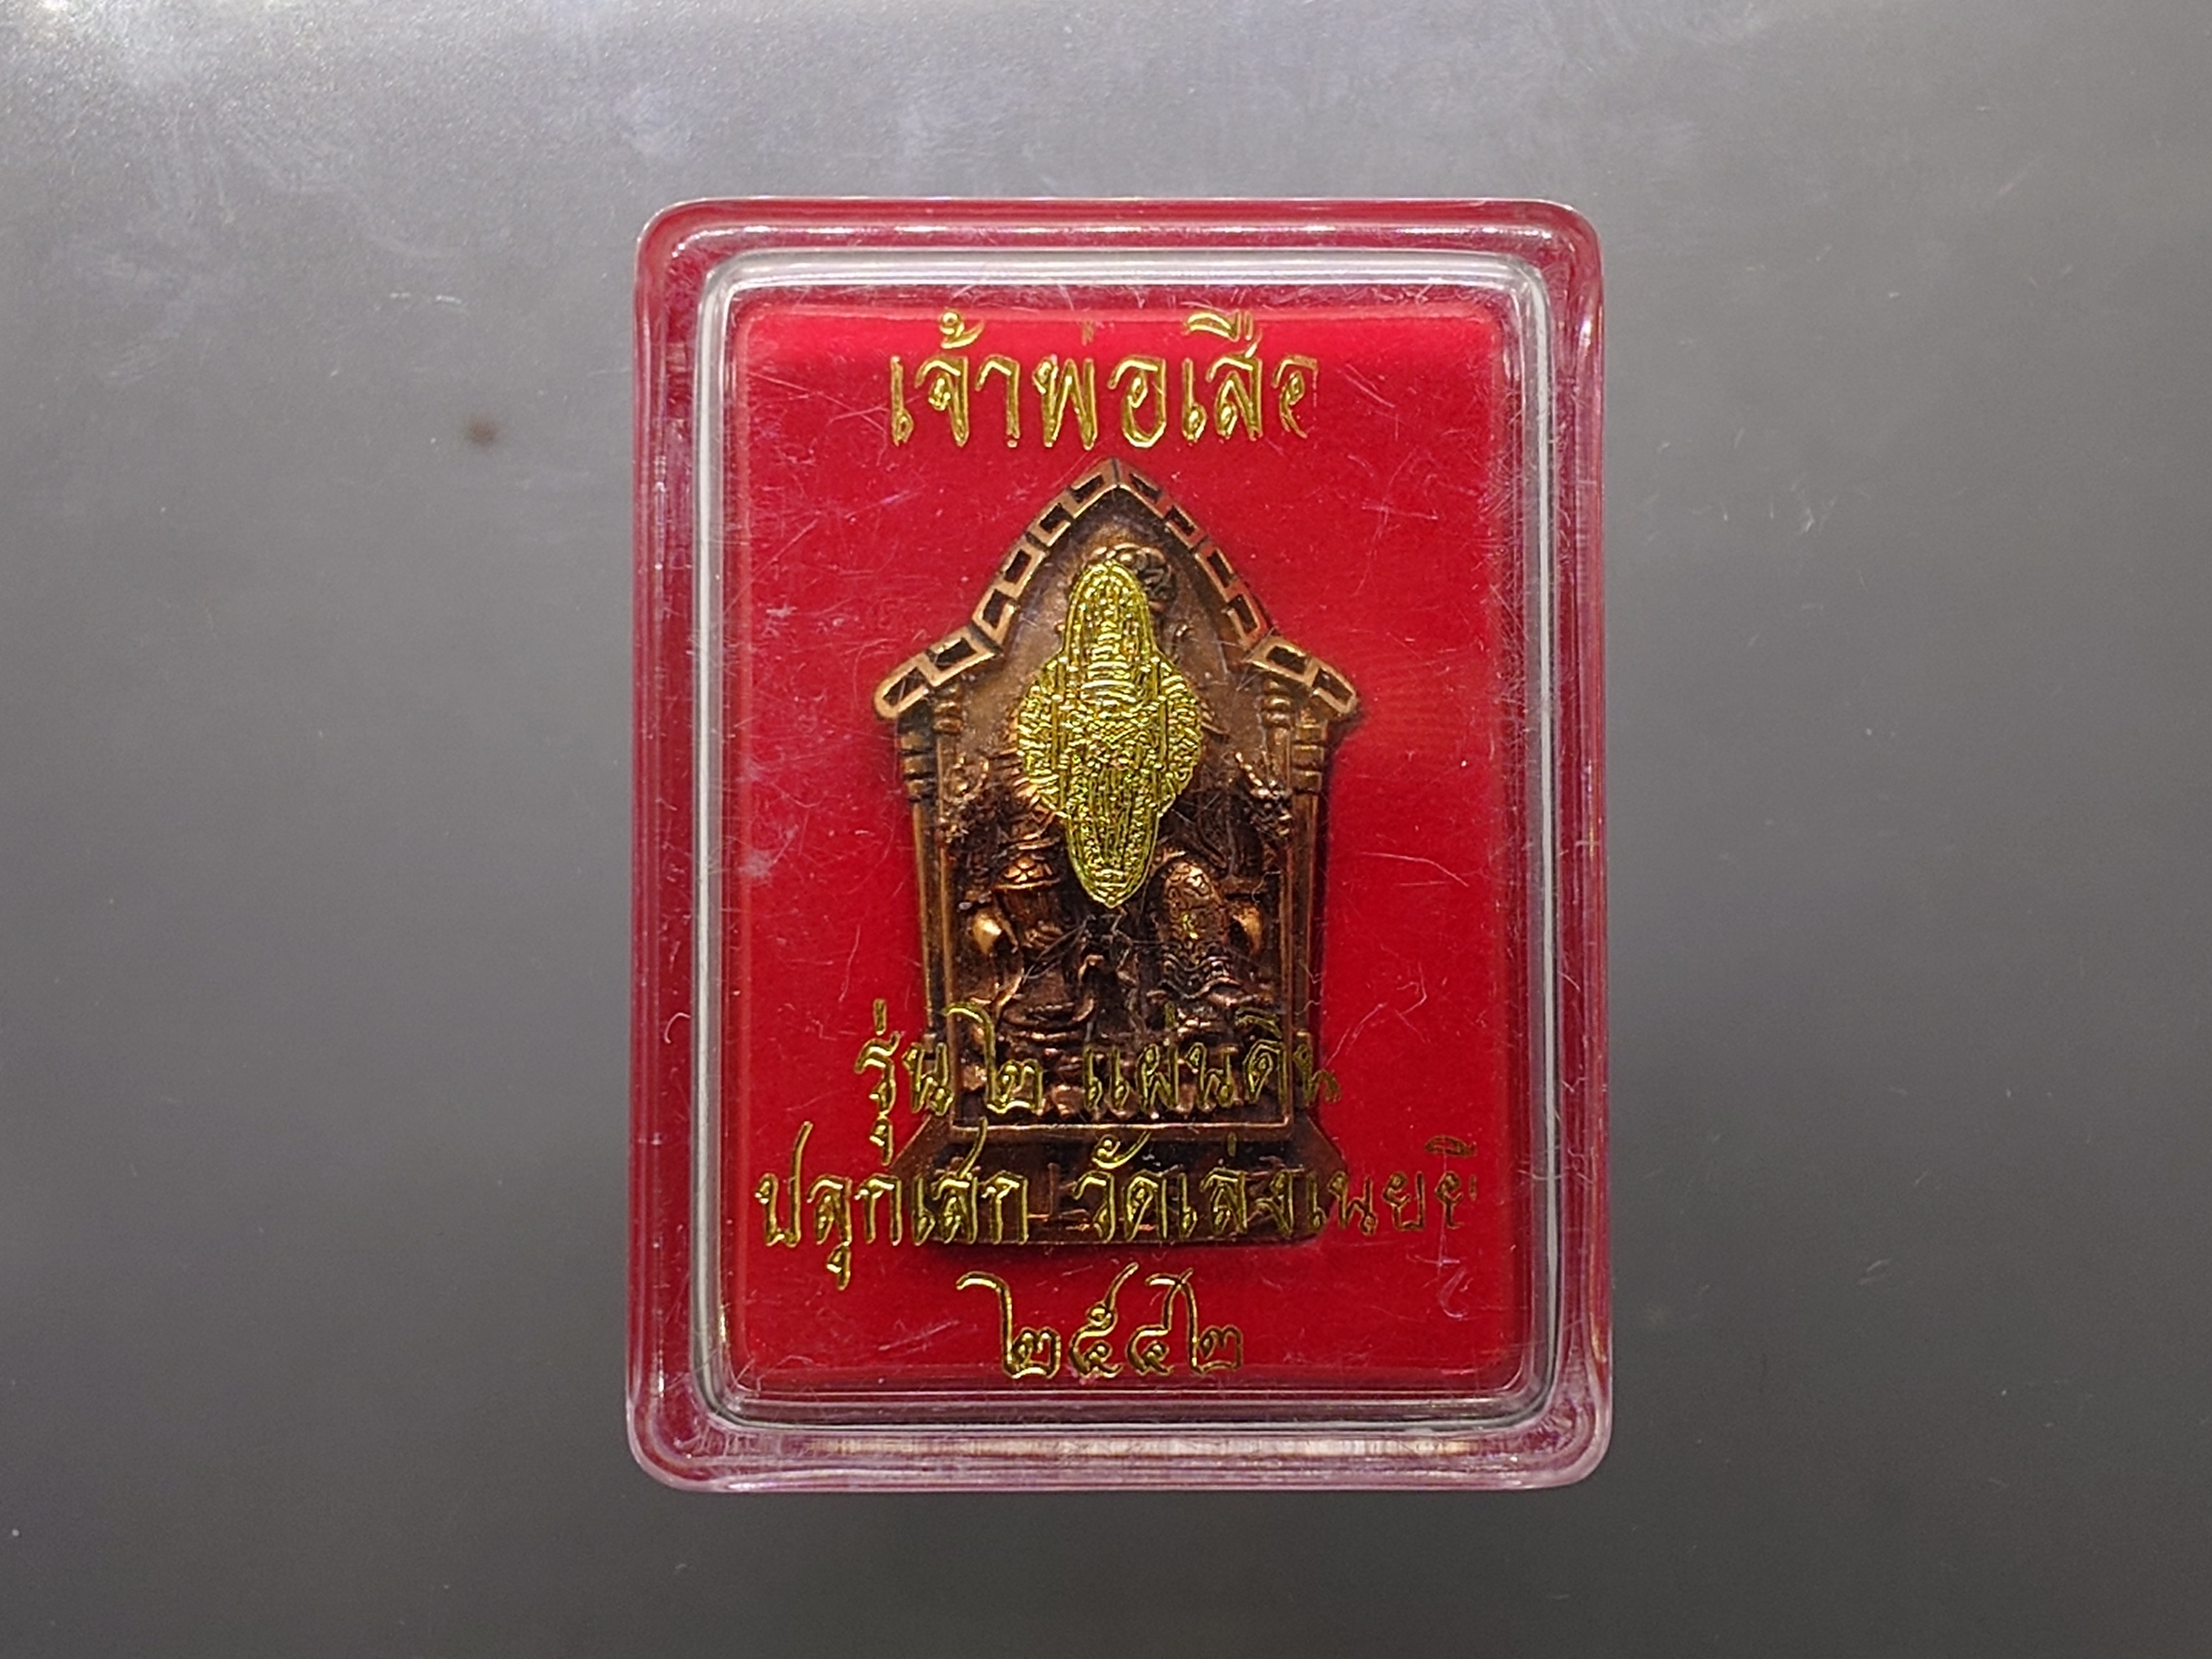 เจ้าพ่อเสือ
รุ่น ๒ แผ่นดิน
ปลุกเสก วัดเล่งเนยยี่
๒๕๔๒